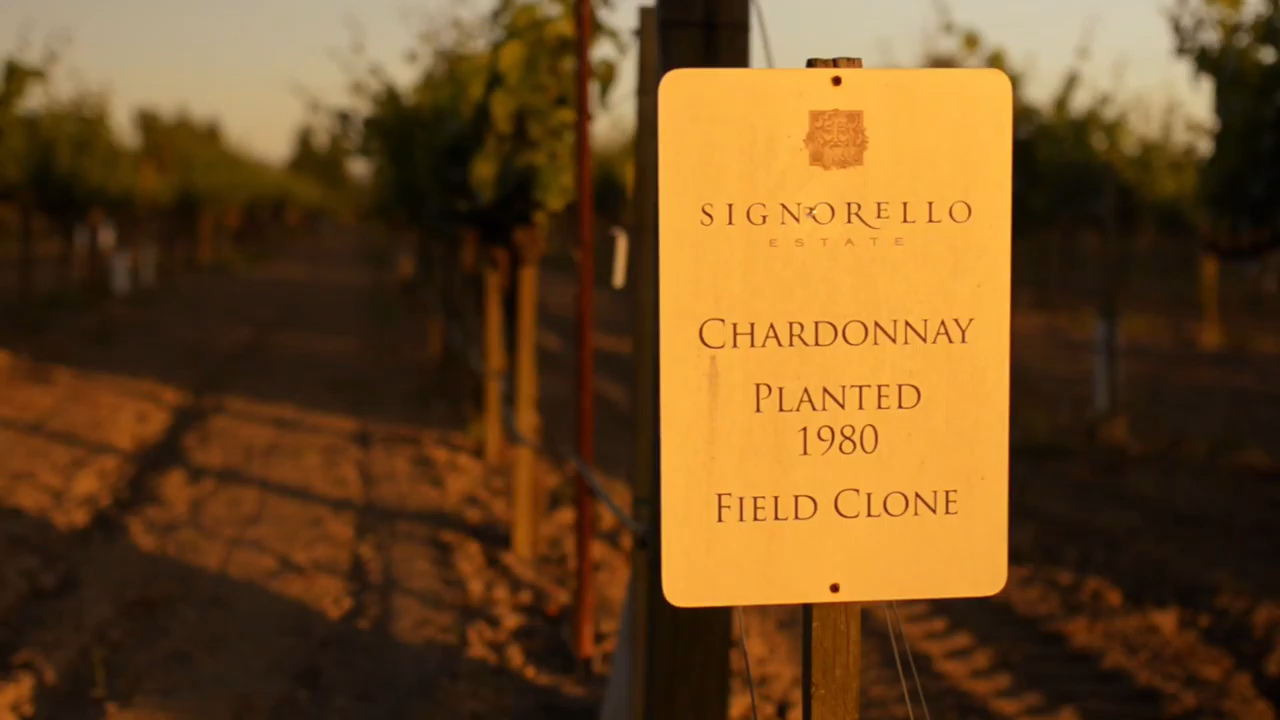 SIGNORELLO
ESTATE
CHARDONNAY
PLANTED
1980
FIELD CLONE